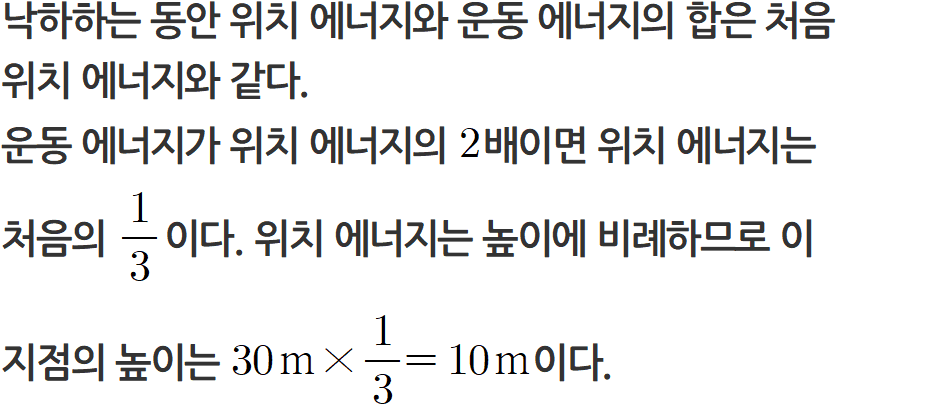 낙하하는 동안 위치 에너지와 운동 에너지의 합은 처음
위치 에너지와 같다.
운동 에너지가 위치 에너지의 2배이면 위치 에너지는
처음의 1/3이다. 위치 에너지는 높이에 비례하므로 이
지점의 높이는 30 m × 1/3 = 10 m이다.